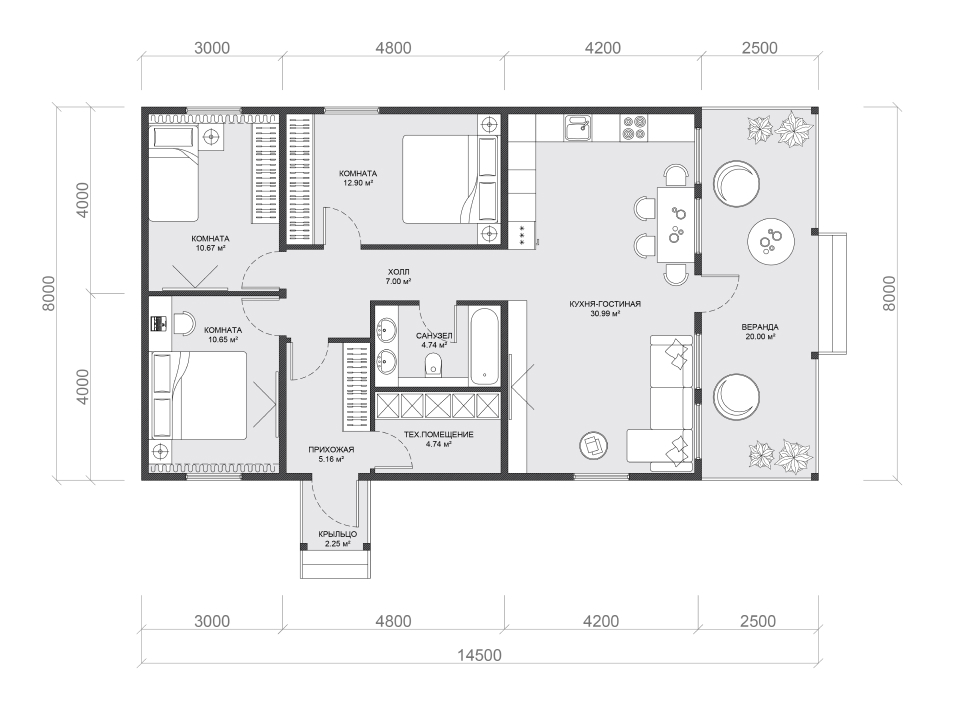 3000
4800
4200
2500
4000
4000
8000
8000
КОМНАТА
12.90 м²
КОМНАТА
10.67 м²
ХОЛЛ
7.00 м²
КУХНЯ-ГОСТИНАЯ
30.99 м²
ВЕРАНДА
20.00 м²
КОМНАТА
10.65 м²
САНУЗЕЛ
4.74 м²
ТЕХ.ПОМЕЩЕНИЕ
4.74 м²
ПРИХОЖАЯ
5.16 м²
КРЫЛЬЦО
2.25 м²
3000
4800
4200
2500
14500